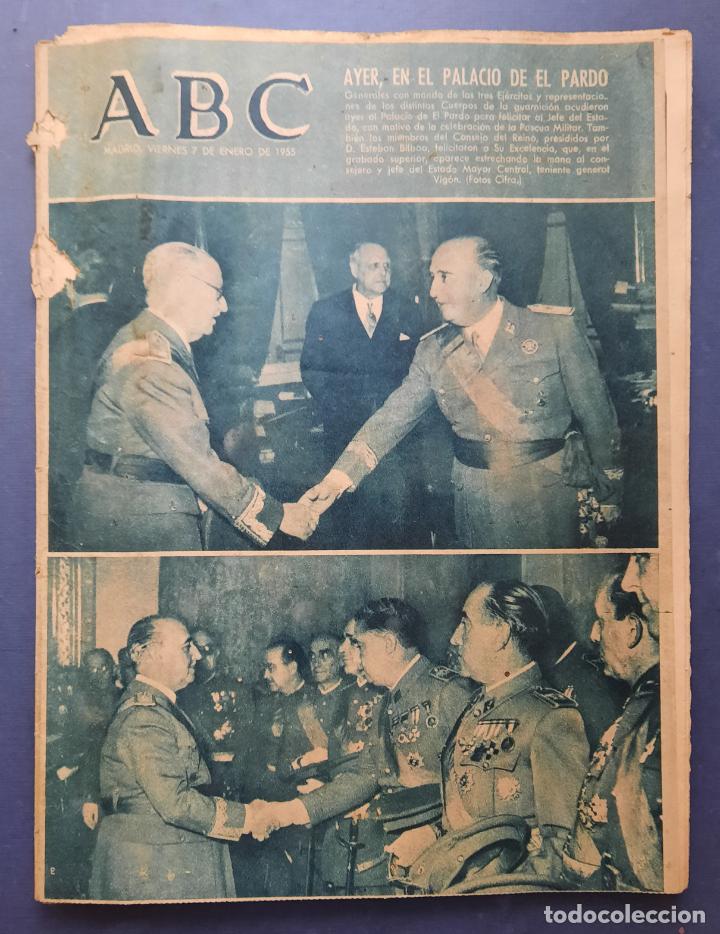 ABC
MADRID, VIERNES 7 DE ENERO DE 1955
AYER, EN EL PALACIO DE EL PARDO
Generales con mando de los tres Ejércitos y representacio-
nes de los distintos Cuerpos de la guarnición acudieron
ayer al Palacio de El Pardo para felicitar al Jefe del Esta-
do, con motivo de la celebración de la Pascua Militar. Tam-
bién los miembros del Consejo del Reino, presididos por
D. Esteban Bilbao, felicitaron a Su Excelencia, que, en el
grabado superior, aparece estrechando la mano al con-
sejero y jefe del Estado Mayor Central, teniente general
Vigón. (Fotos Cifra.)
todocoleccion.net